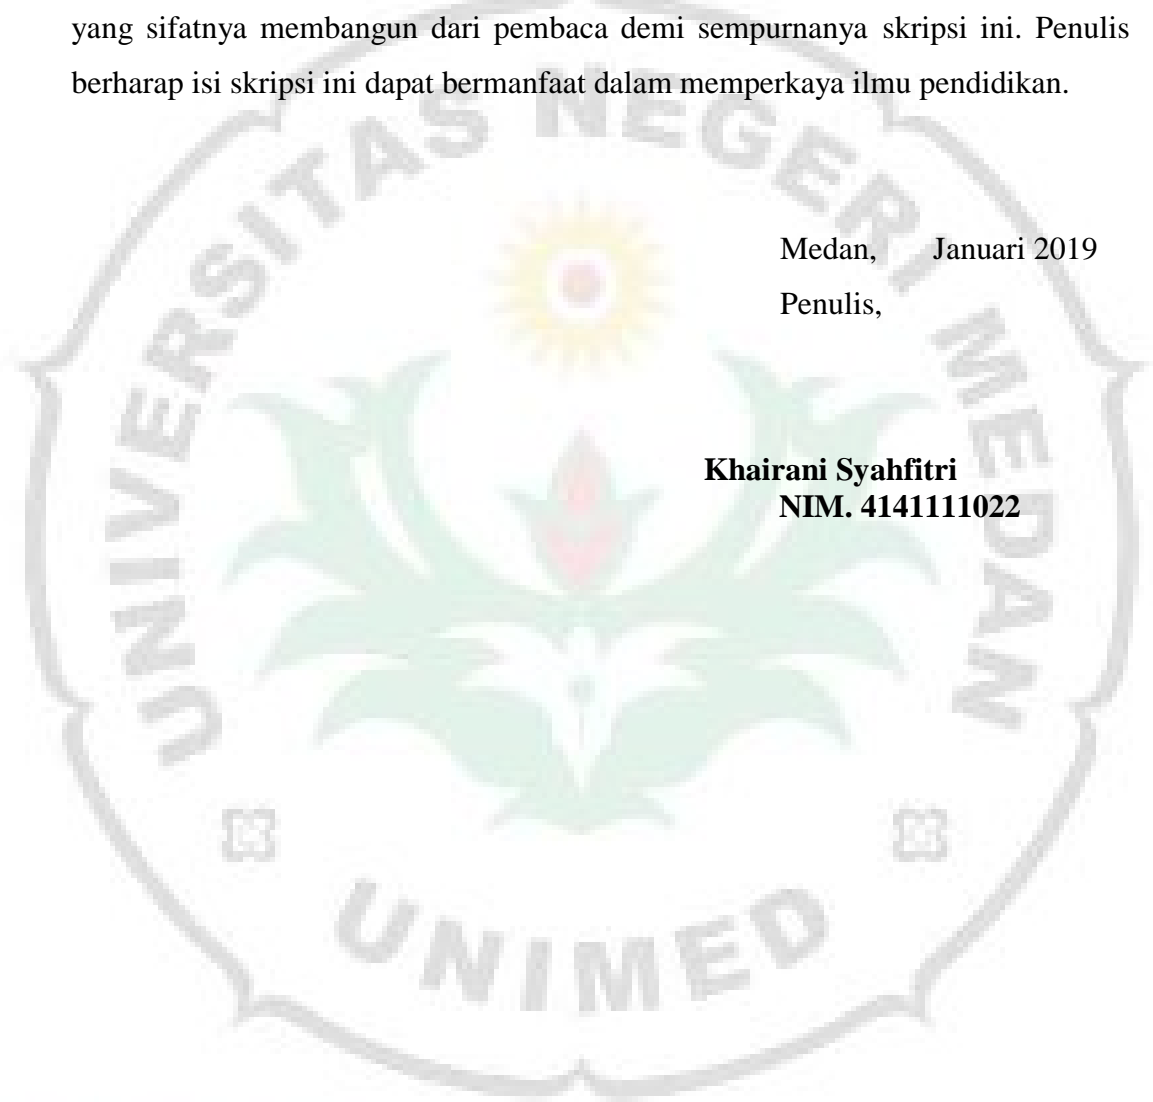 yang sifatnya membangun dari pembaca demi sempurnanya skripsi ini. Penulis
berharap isi skripsi ini dapat bermanfaat dalam memperkaya ilmu pendidikan.
UNIVERSITAS NEGERI MEDAN
Medan, Januari 2019
Penulis,
Khairani Syahfitri
NIM. 4141111022
UNIMED